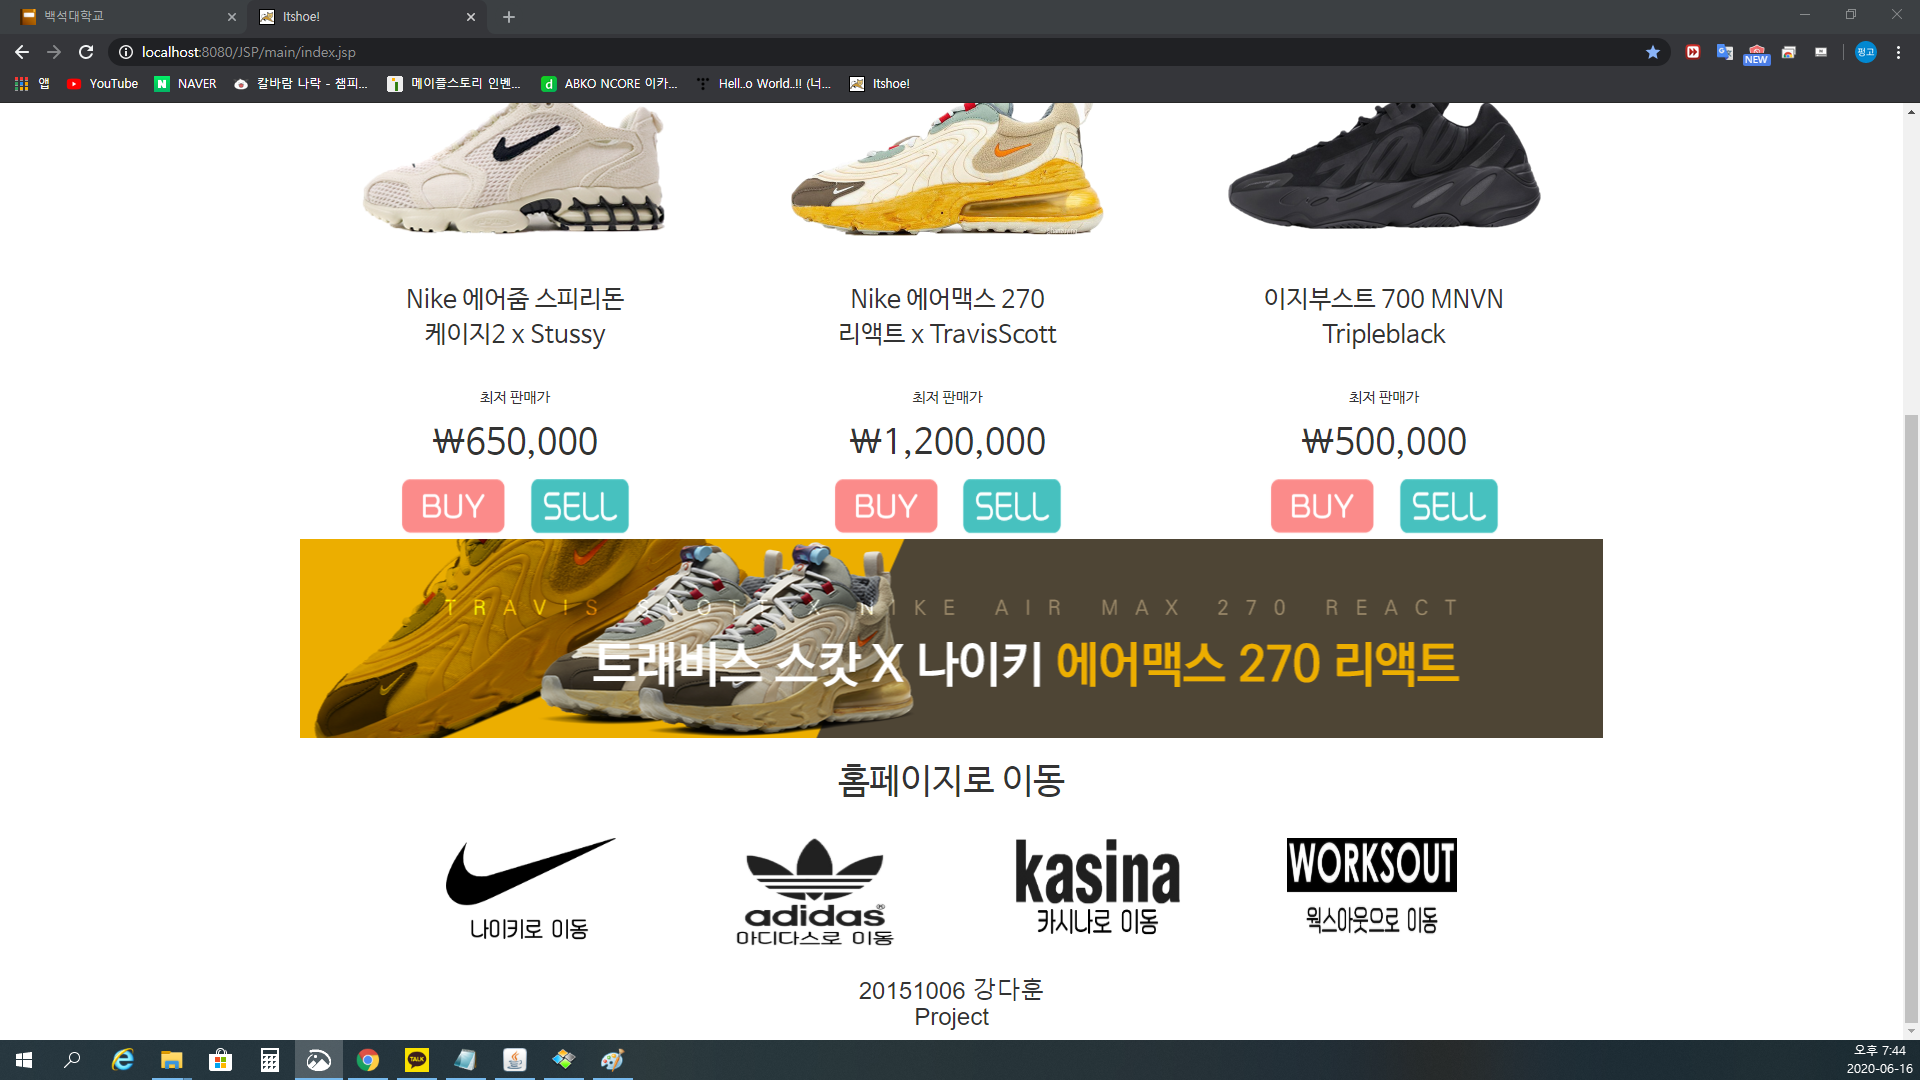 백석대학교
Itshoe!
localhost:8080/JSP/main/index.jsp
NEW
펑고
앱
YouTube
NAVER
칼바람 나락 - 챔피...
메이플스토리 인벤...
ABKO NCORE 이카...
Hell..o World..!! (너...
Itshoe!
Nike 에어줌 스피리돈
케이지2 x Stussy
최저 판매가
₩650,000
BUY SELL
Nike 에어맥스 270
리액트 x TravisScott
최저 판매가
₩1,200,000
BUY SELL
이지부스트 700 MNVN
Tripleblack
최저 판매가
₩500,000
BUY SELL
TRAVIS SCOTT X NIKE AIR MAX 270 REACT
트래비스 스캇 X 나이키 에어맥스 270 리액트
홈페이지로 이동
나이키로 이동
adidas
아디다스로 이동
kasina
카시나로 이동
WORKSOUT
웍스아웃으로 이동
20151006 강다훈
Project
TALK
오후 7:44
2020-06-16